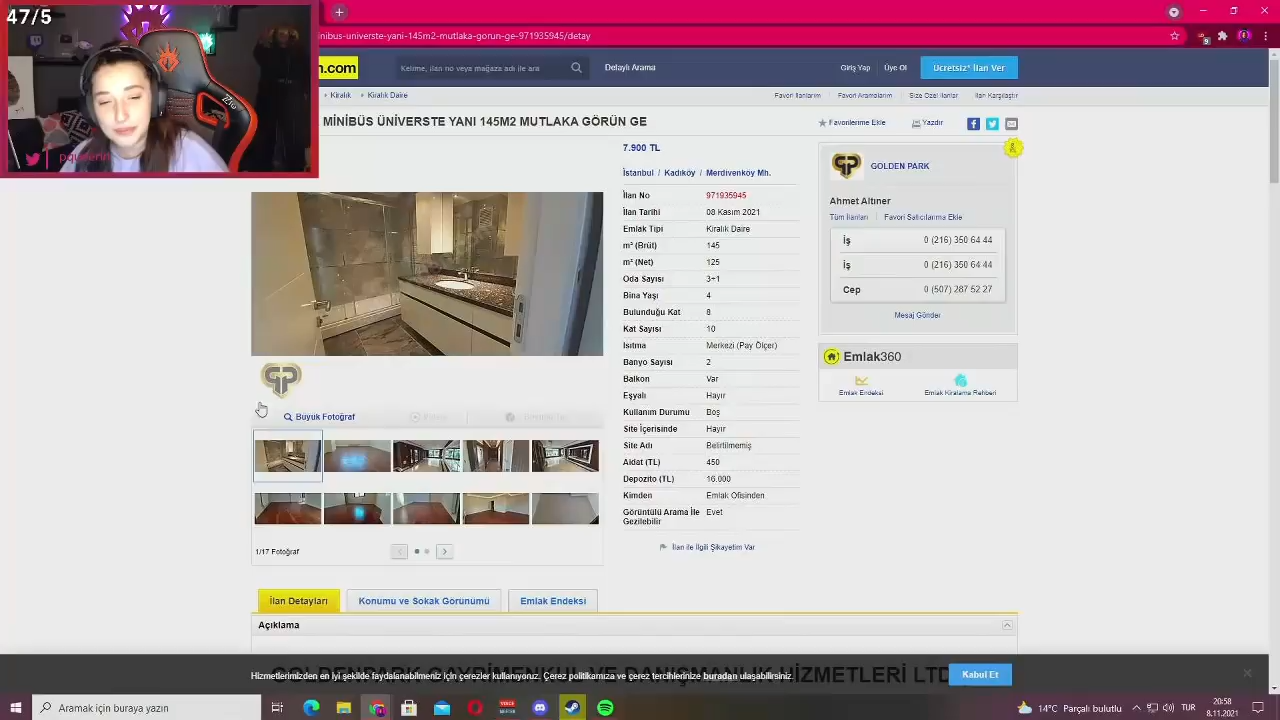 47/5
pqueen
minibus-universte-yani-145m2-mutlaka-gorun-ge-971935945/detay
n.com
Kelime, ilan no veya mağaza adı ile ara
Detaylı Arama
Giriş Yap
Üye Ol
Ücretsiz* İlan Ver
Kiralık
Kiralık Daire
Favori İlanlarım
Favori Aramalarım
Size Özel İlanlar
İlan Karşılaştır
MİNİBÜS ÜNİVERSTE YANI 145M2 MUTLAKA GÖRÜN GE
Favorilerime Ekle
Yazdır
7.900 TL
İstanbul / Kadıköy / Merdivenköy Mh.
İlan No 971935945
İlan Tarihi 08 Kasım 2021
Emlak Tipi Kiralık Daire
m² (Brüt) 145
m² (Net) 125
Oda Sayısı 3+1
Bina Yaşı 4
Bulunduğu Kat 8
Kat Sayısı 10
Isıtma Merkezi (Pay Ölçer)
Banyo Sayısı 2
Balkon Var
Eşyalı Hayır
Kullanım Durumu Boş
Site İçerisinde Hayır
Site Adı Belirtilmemiş
Aidat (TL) 450
Depozito (TL) 16.000
Kimden Emlak Ofisinden
Görüntülü Arama İle Evet
Gezilebilir
İlan ile İlgili Şikayetim Var
GOLDEN PARK
Ahmet Altıner
Tüm İlanları
Favori Satıcılarıma Ekle
İş 0 (216) 350 64 44
İş 0 (216) 350 64 44
Cep 0 (507) 287 52 27
Mesaj Gönder
Emlak360
Emlak Endeksi
Emlak Kiralama Rehberi
Büyük Fotoğraf
1/17 Fotoğraf
İlan Detayları
Konumu ve Sokak Görünümü
Emlak Endeksi
Açıklama
GOLDENPARK GAYRİMENKUL VE DANIŞMANLIK HİZMETLERİ LTD
Hizmetlerimizden en iyi şekilde faydalanabilmeniz için çerezler kullanıyoruz. Çerez politikamıza ve çerez tercihlerinize buradan ulaşabilirsiniz.
Kabul Et
Aramak için buraya yazın
14°C Parçalı bulutlu
TUR
20:58
8.11.2021